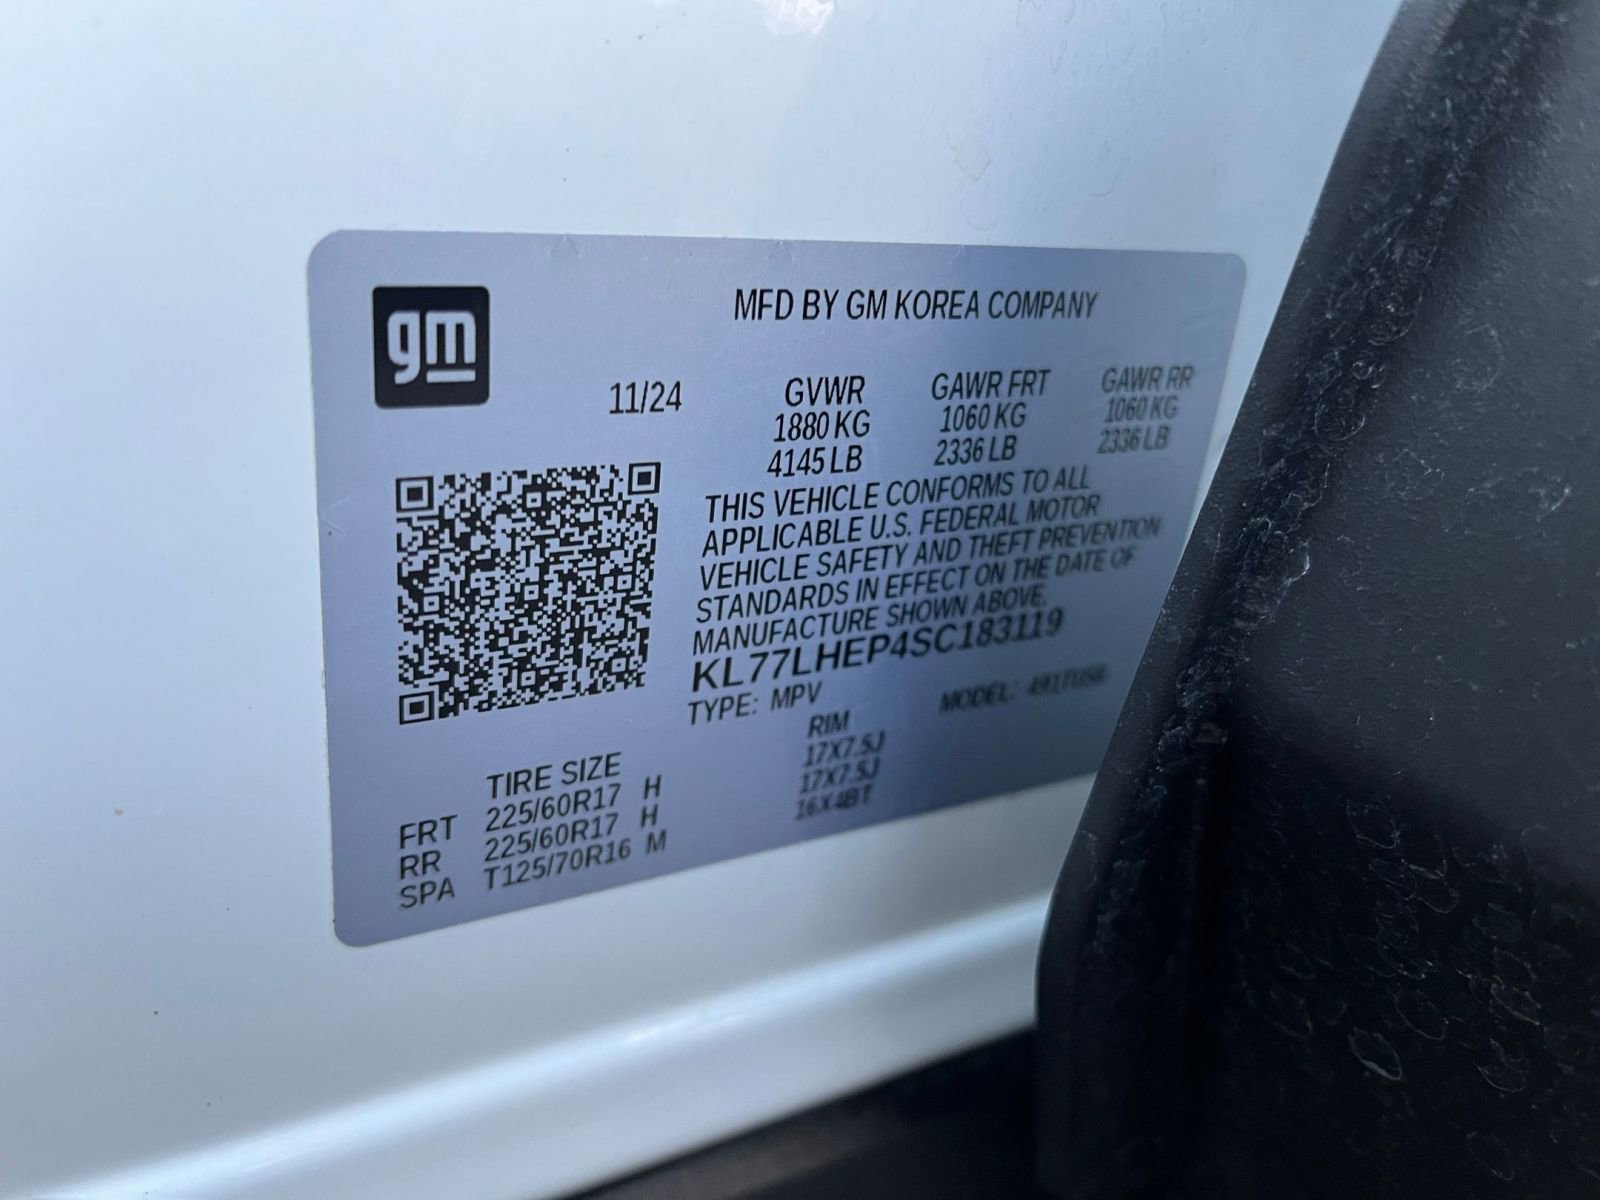 gm
MFD BY GM KOREA COMPANY
11/24
GVWR GAWR FRT GAWR RR
1880 KG 1060 KG 1060 KG
4145 LB 2336 LB 2336 LB
THIS VEHICLE CONFORMS TO ALL
APPLICABLE U.S. FEDERAL MOTOR
VEHICLE SAFETY AND THEFT PREVENTION
STANDARDS IN EFFECT ON THE DATE OF
MANUFACTURE SHOWN ABOVE.
KL77LHEP4SC183119
TYPE: MPV MODEL:
TIRE SIZE RIM
FRT 225/60R17 H 17X7.5J
RR 225/60R17 H 17X7.5J
SPA T125/70R16 M 16X4BT